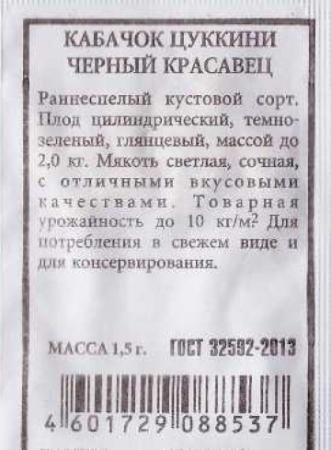 КАБАЧОК ЦУККИНИ
ЧЕРНЫЙ КРАСАВЕЦ
Раннеспелый кустовой сорт.
Плод цилиндрический, темно-
зеленый, глянцевый, массой до
2,0 кг. Мякоть светлая, сочная,
с отличными вкусовыми
качествами. Товарная
урожайность до 10 кг/м² Для
потребления в свежем виде и
для консервирования.
МАССА 1,5 г. ГОСТ 32592-2013
4 601729 088537